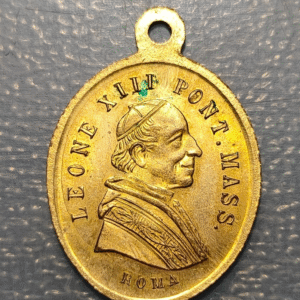 LEONE XIII PONT. MASS.
ROMA